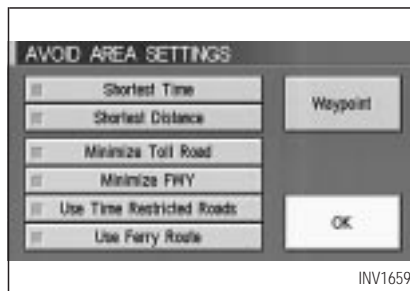 AVOID AREA SETTINGS
Shortest Time
Shortest Distance
Waypoint
Minimize Toll Road
Minimize FWY
Use Time Restricted Roads
Use Ferry Route
OK
INV1659